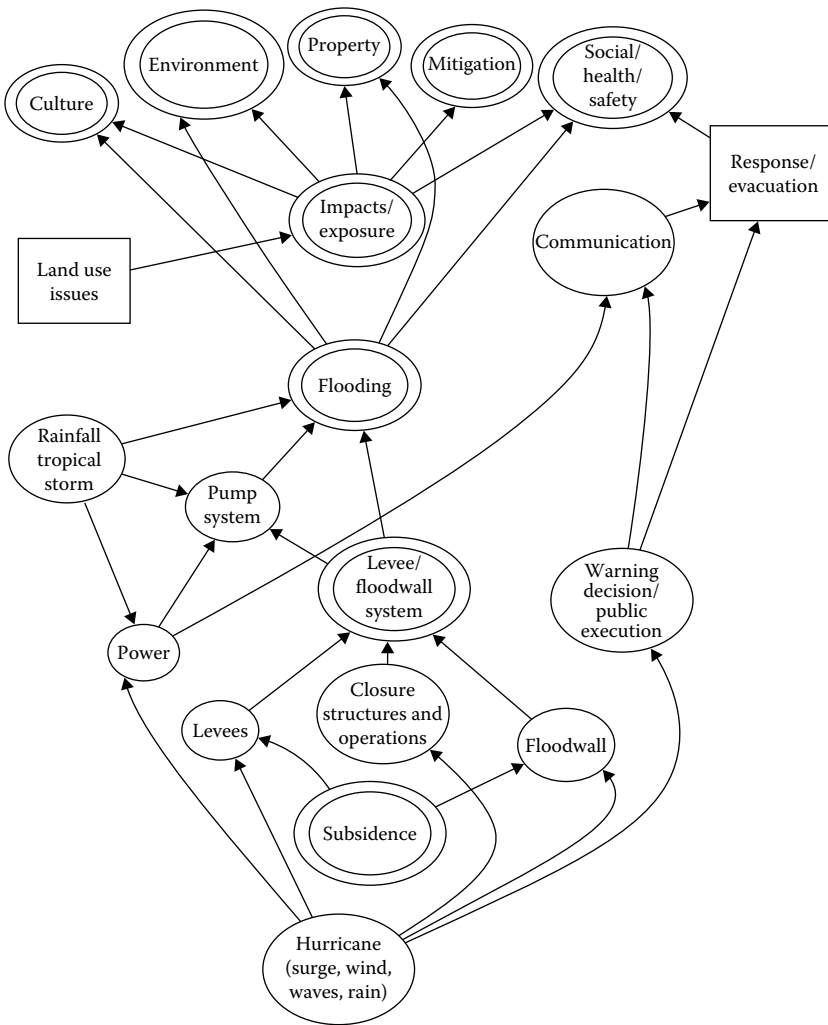 Property
Social/
health/
safety
Environment
Mitigation
Culture
Response/
evacuation
Impacts/
exposure
Communication
Land use
issues
Flooding
Rainfall
tropical
storm
Pump
system
Levee/
floodwall
system
Warning
decision/
public
execution
Power
Closure
structures and
operations
Levees
Floodwall
Subsidence
Hurricane
(surge, wind,
waves, rain)